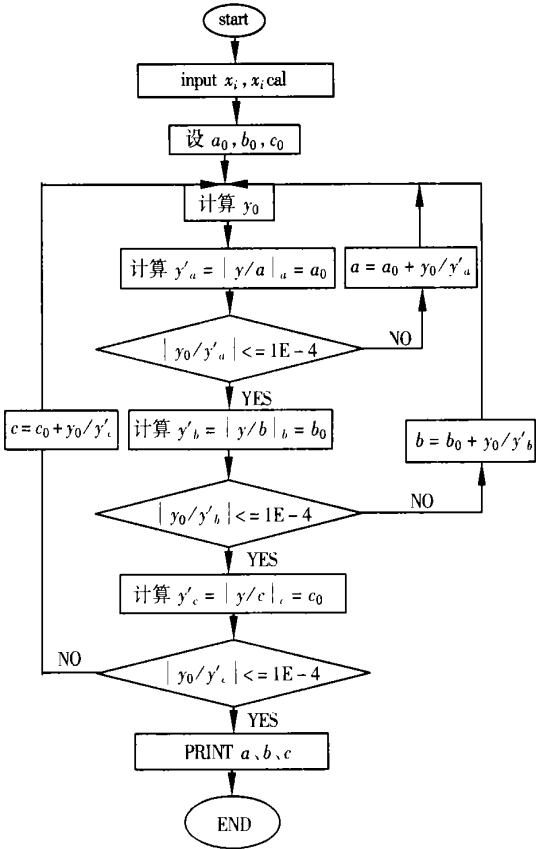 start
input xᵢ, xᵢcal
设 a₀, b₀, c₀
计算 y₀
计算 y′ₐ = | y/a |ₐ = a₀
a = a₀ + y₀/y′ₐ
| y₀/y′ₐ | <= 1E - 4
NO
YES
c = c₀ + y₀/y′c
计算 y′b = | y/b |b = b₀
b = b₀ + y₀/y′b
| y₀/y′b | <= 1E - 4
NO
YES
计算 y′c = | y/c |c = c₀
NO
| y₀/y′c | <= 1E - 4
YES
PRINT a、b、c
END